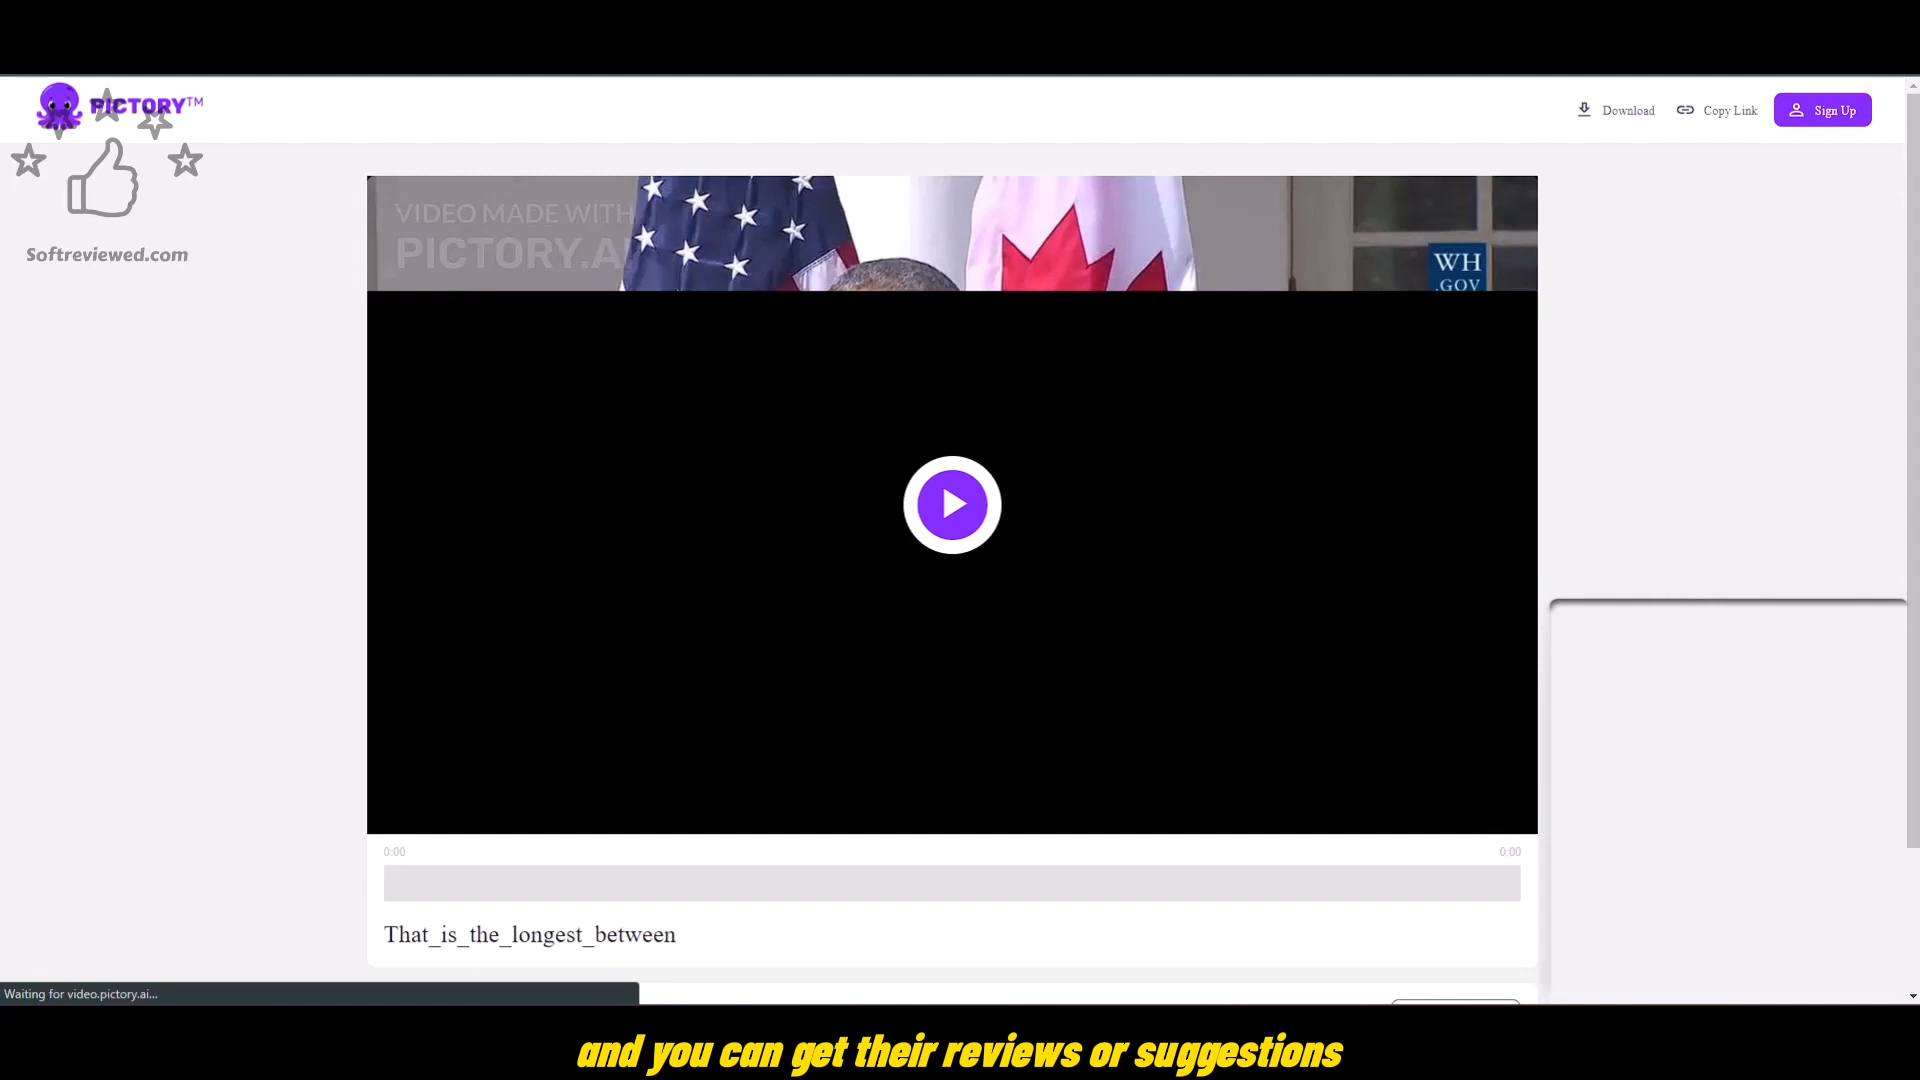 PICTORY™
Download
Copy Link
Sign Up
Softreviewed.com
VIDEO MADE WITH
PICTORY.AI
WH
.GOV
0:00
0:00
That_is_the_longest_between
Waiting for video.pictory.ai...
and you can get their reviews or suggestions